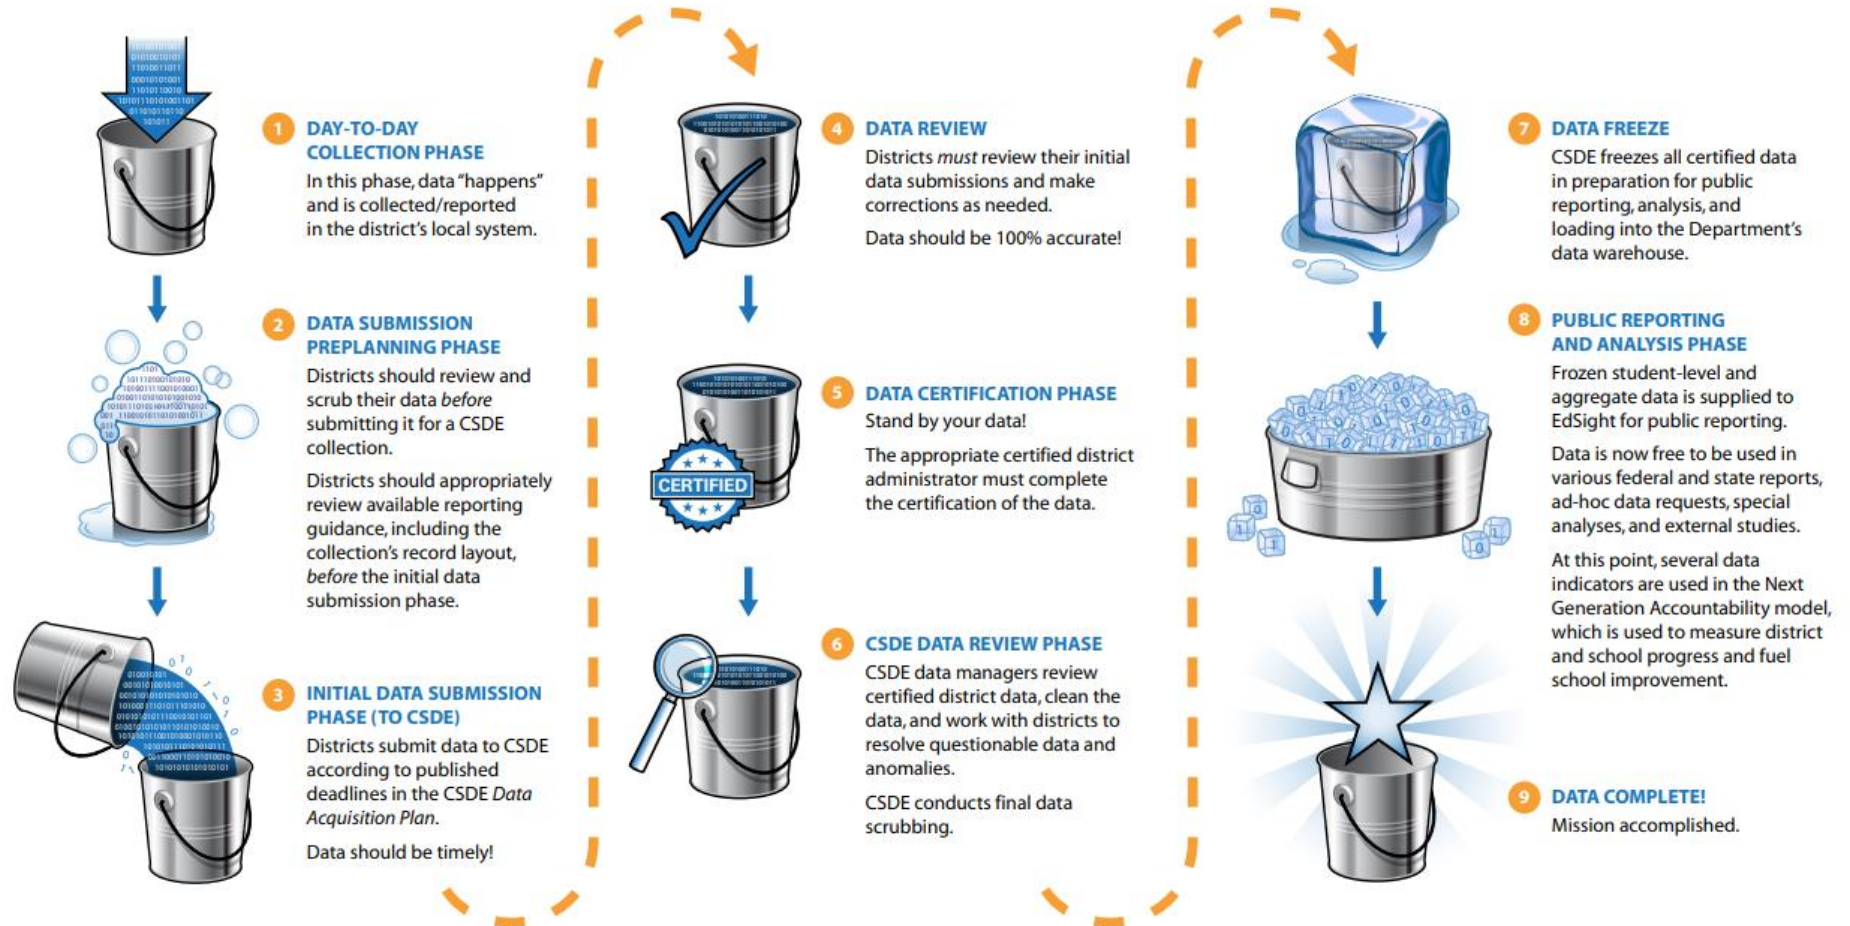 1 DAY-TO-DAY
COLLECTION PHASE
In this phase, data “happens”
and is collected/reported
in the district’s local system.
2 DATA SUBMISSION
PREPLANNING PHASE
Districts should review and
scrub their data before
submitting it for a CSDE
collection.
Districts should appropriately
review available reporting
guidance, including the
collection’s record layout,
before the initial data
submission phase.
3 INITIAL DATA SUBMISSION
PHASE (TO CSDE)
Districts submit data to CSDE
according to published
deadlines in the CSDE Data
Acquisition Plan.
Data should be timely!
4 DATA REVIEW
Districts must review their initial
data submissions and make
corrections as needed.
Data should be 100% accurate!
CERTIFIED
5 DATA CERTIFICATION PHASE
Stand by your data!
The appropriate certified district
administrator must complete
the certification of the data.
6 CSDE DATA REVIEW PHASE
CSDE data managers review
certified district data, clean the
data, and work with districts to
resolve questionable data and
anomalies.
CSDE conducts final data
scrubbing.
7 DATA FREEZE
CSDE freezes all certified data
in preparation for public
reporting, analysis, and
loading into the Department’s
data warehouse.
8 PUBLIC REPORTING
AND ANALYSIS PHASE
Frozen student-level and
aggregate data is supplied to
EdSight for public reporting.
Data is now free to be used in
various federal and state reports,
ad-hoc data requests, special
analyses, and external studies.
At this point, several data
indicators are used in the Next
Generation Accountability model,
which is used to measure district
and school progress and fuel
school improvement.
9 DATA COMPLETE!
Mission accomplished.